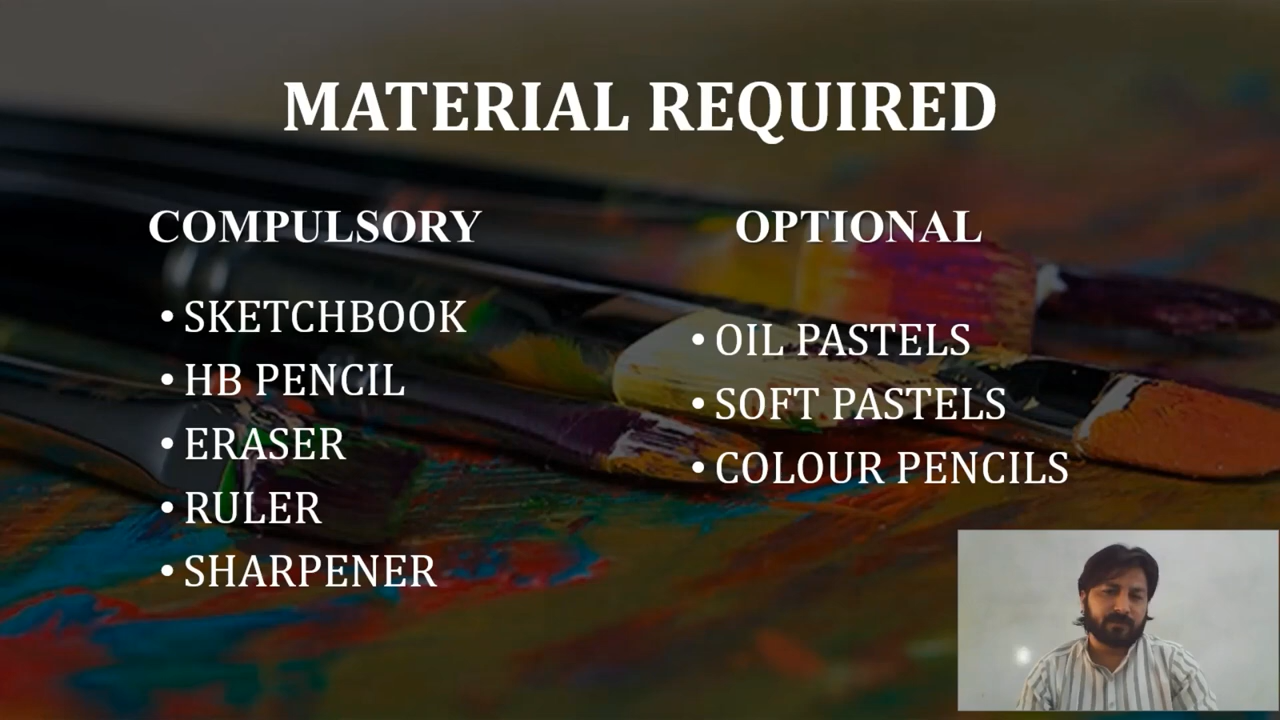 MATERIAL REQUIRED
COMPULSORY
• SKETCHBOOK
• HB PENCIL
• ERASER
• RULER
• SHARPENER
OPTIONAL
• OIL PASTELS
• SOFT PASTELS
• COLOUR PENCILS